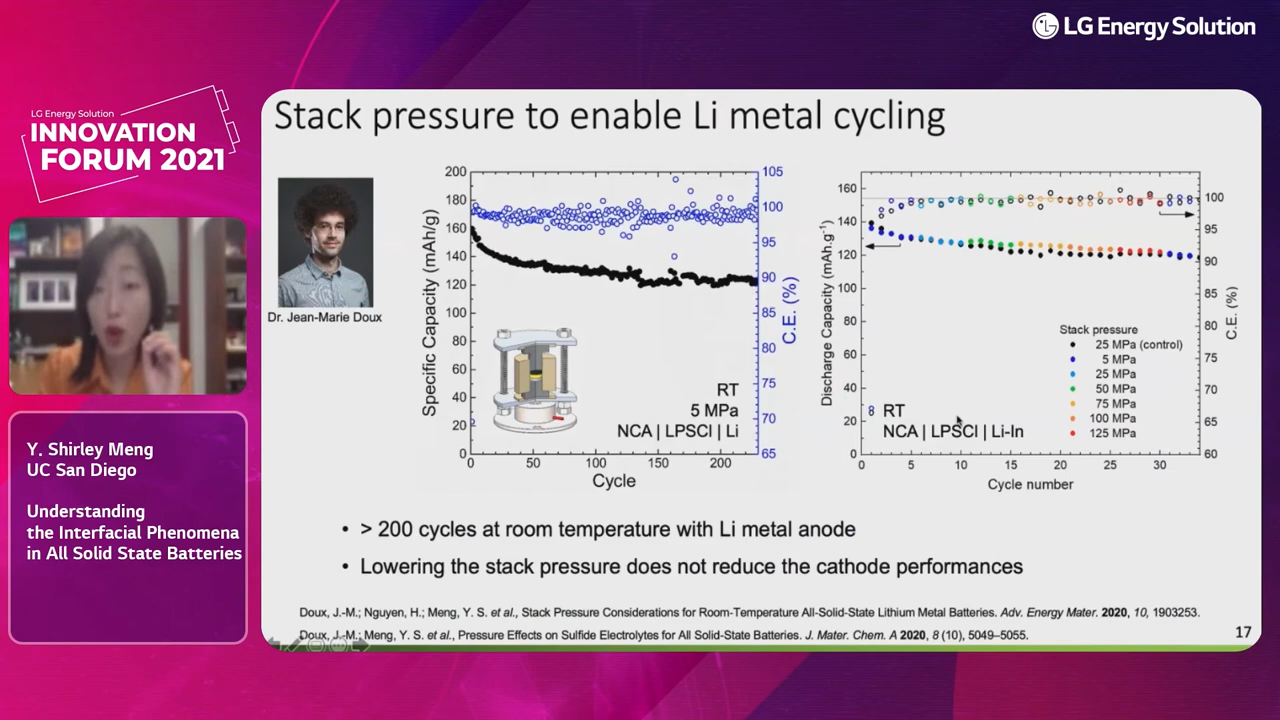 LG Energy Solution
LG Energy Solution
INNOVATION
FORUM 2021
Y. Shirley Meng
UC San Diego
Understanding
the Interfacial Phenomena
in All Solid State Batteries
Stack pressure to enable Li metal cycling
Dr. Jean-Marie Doux
Specific Capacity (mAh/g)
200
180
160
140
120
100
80
60
40
20
0
0 50 100 150 200
Cycle
105
100
95
90
85
80
75
70
65
C.E. (%)
RT
5 MPa
NCA | LPSCl | Li
Discharge Capacity (mAh.g⁻¹)
160
140
120
100
80
60
40
20
0
0 5 10 15 20 25 30
Cycle number
100
95
90
85
80
75
70
65
60
C.E. (%)
Stack pressure
25 MPa (control)
5 MPa
25 MPa
50 MPa
75 MPa
100 MPa
125 MPa
RT
NCA | LPSCl | Li-In
• > 200 cycles at room temperature with Li metal anode
• Lowering the stack pressure does not reduce the cathode performances
Doux, J.-M.; Nguyen, H.; Meng, Y. S. et al., Stack Pressure Considerations for Room-Temperature All-Solid-State Lithium Metal Batteries. Adv. Energy Mater. 2020, 10, 1903253.
Doux, J.-M.; Meng, Y. S. et al., Pressure Effects on Sulfide Electrolytes for All Solid-State Batteries. J. Mater. Chem. A 2020, 8 (10), 5049–5055.
17